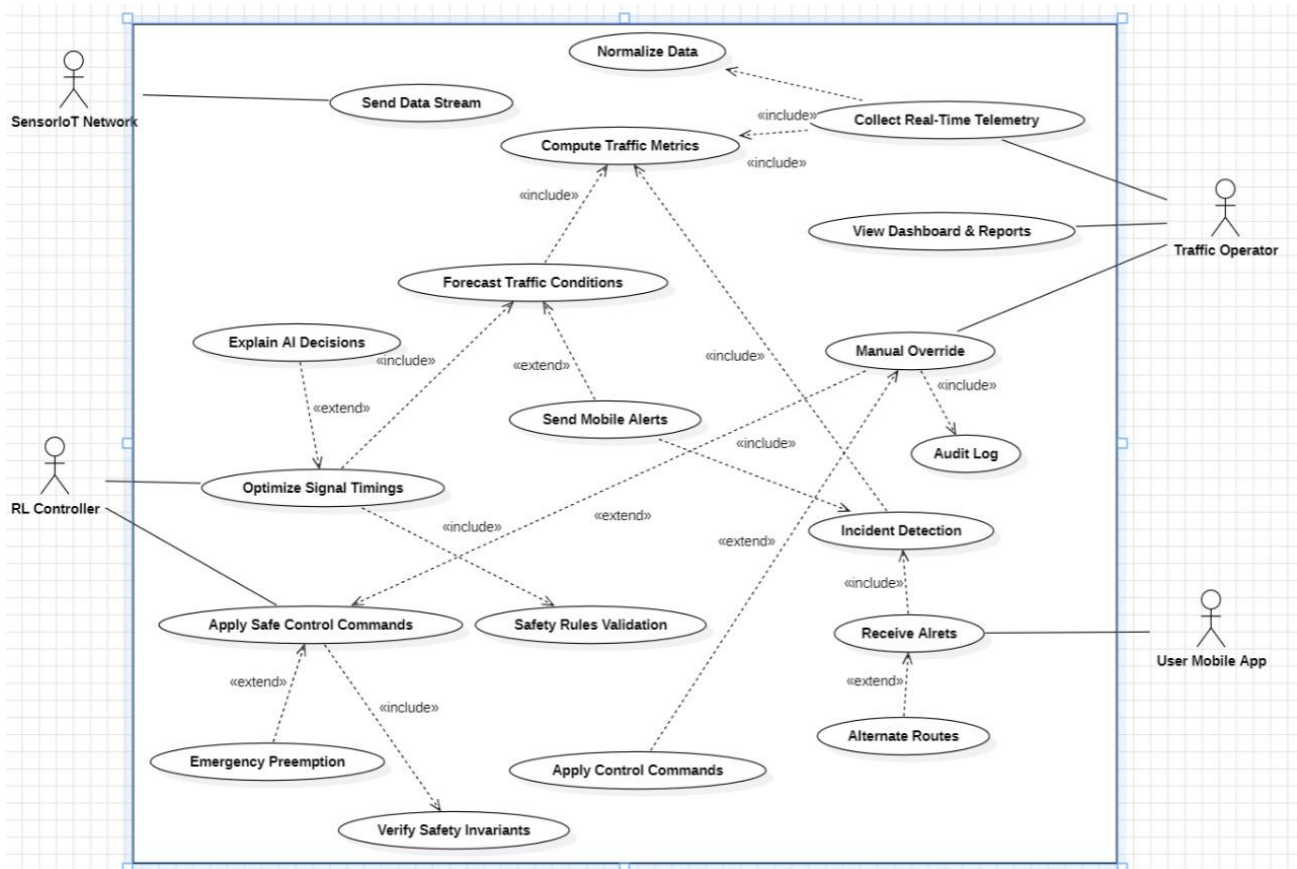 Normalize Data
Send Data Stream
SensorIoT Network
«include»
Collect Real-Time Telemetry
Compute Traffic Metrics
«include»
«include»
View Dashboard & Reports
Traffic Operator
Forecast Traffic Conditions
Explain AI Decisions
«include»
«extend»
«include»
Manual Override
«include»
«extend»
Send Mobile Alerts
«include»
Audit Log
Optimize Signal Timings
RL Controller
«include»
«extend»
Incident Detection
«extend»
«include»
Apply Safe Control Commands
Safety Rules Validation
Receive Alrets
User Mobile App
«extend»
«extend»
«include»
Alternate Routes
Emergency Preemption
Apply Control Commands
Verify Safety Invariants